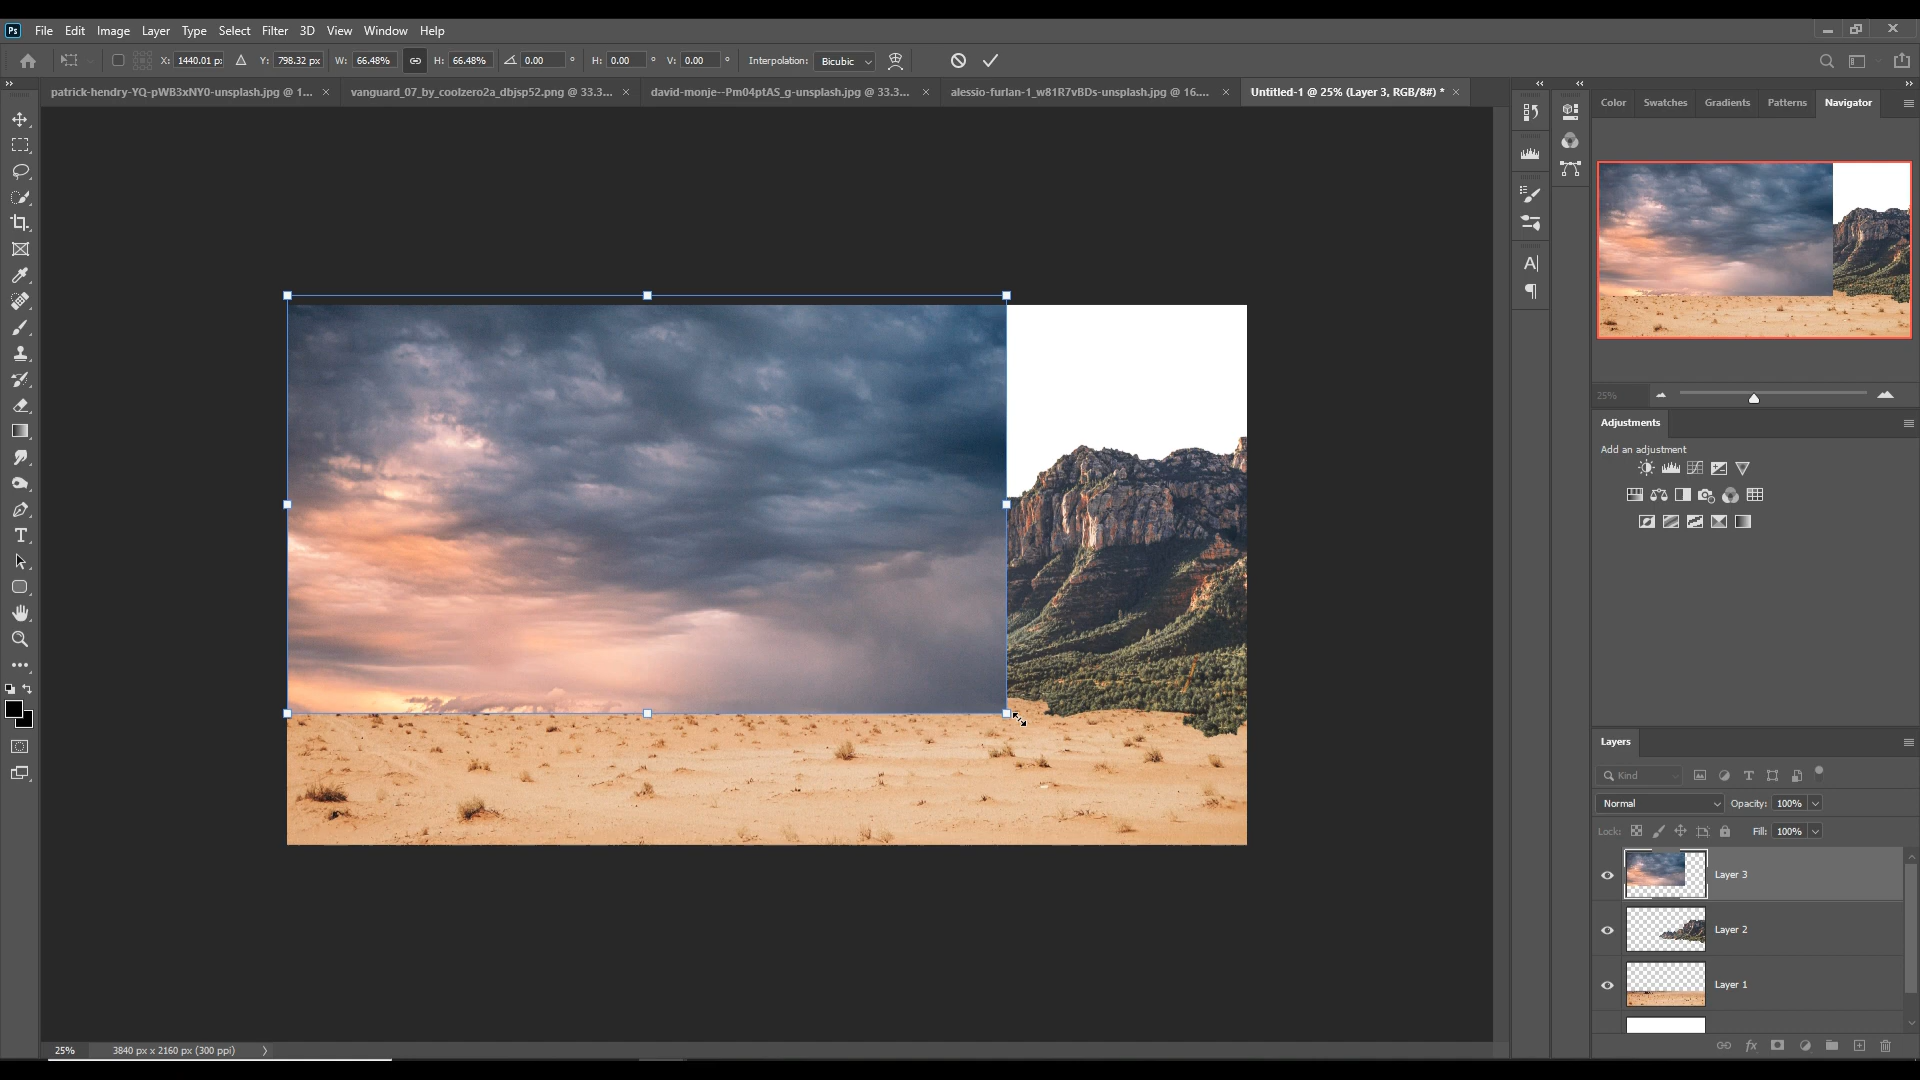 Ps File Edit Image Layer Type Select Filter 3D View Window Help
X: 1440.01 px Y: 798.32 px W: 66.48% H: 66.48% 0.00 ° H: 0.00 ° V: 0.00 ° Interpolation: Bicubic
patrick-hendry-YQ-pWB3xNY0-unsplash.jpg @ 1... × vanguard_07_by_coolzero2a_dbjsp52.png @ 33.3... × david-monje--Pm04ptAS_g-unsplash.jpg @ 33.3... × alessio-furlan-1_w81R7vBDs-unsplash.jpg @ 16.... × Untitled-1 @ 25% (Layer 3, RGB/8#) * ×
Color Swatches Gradients Patterns Navigator
25%
Adjustments
Add an adjustment
Layers
Kind
Normal Opacity: 100%
Lock: Fill: 100%
Layer 3
Layer 2
Layer 1
25% 3840 px x 2160 px (300 ppi)